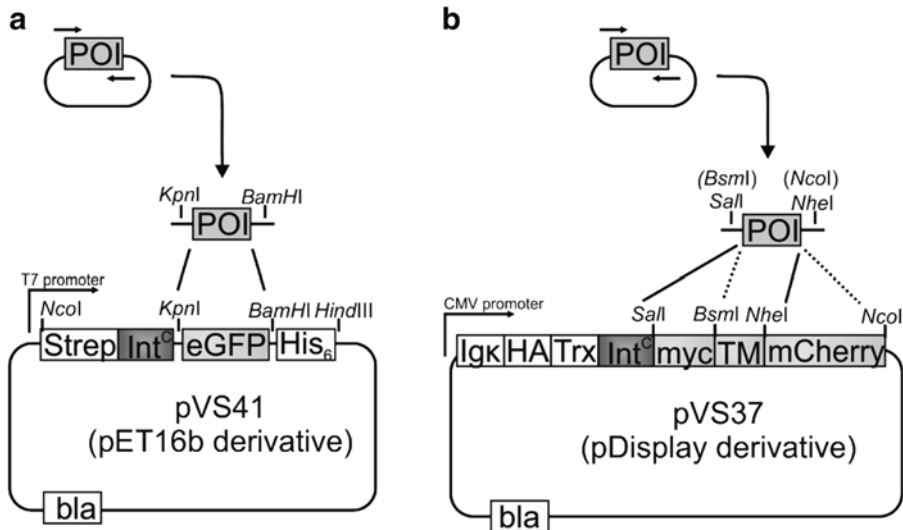 a
POI
KpnI BamHI
POI
T7 promoter
NcoI KpnI BamHI HindIII
Strep Intᶜ eGFP His₆
pVS41
(pET16b derivative)
bla
b
POI
(BsmI) (NcoI)
SalI NheI
POI
CMV promoter
SalI BsmI NheI NcoI
Igκ HA Trx Intᶜ myc TM mCherry
pVS37
(pDisplay derivative)
bla